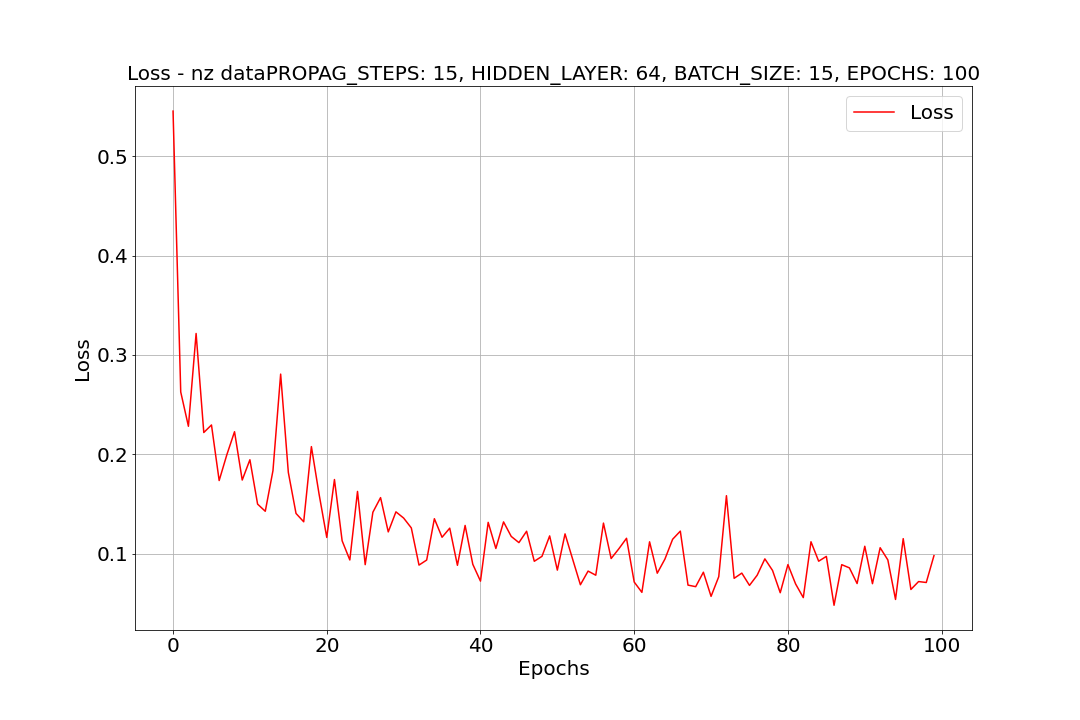 Loss - nz dataPROPAG_STEPS: 15, HIDDEN_LAYER: 64, BATCH_SIZE: 15, EPOCHS: 100
Loss
0.5
0.4
0.3
0.2
0.1
Loss
0 20 40 60 80 100
Epochs